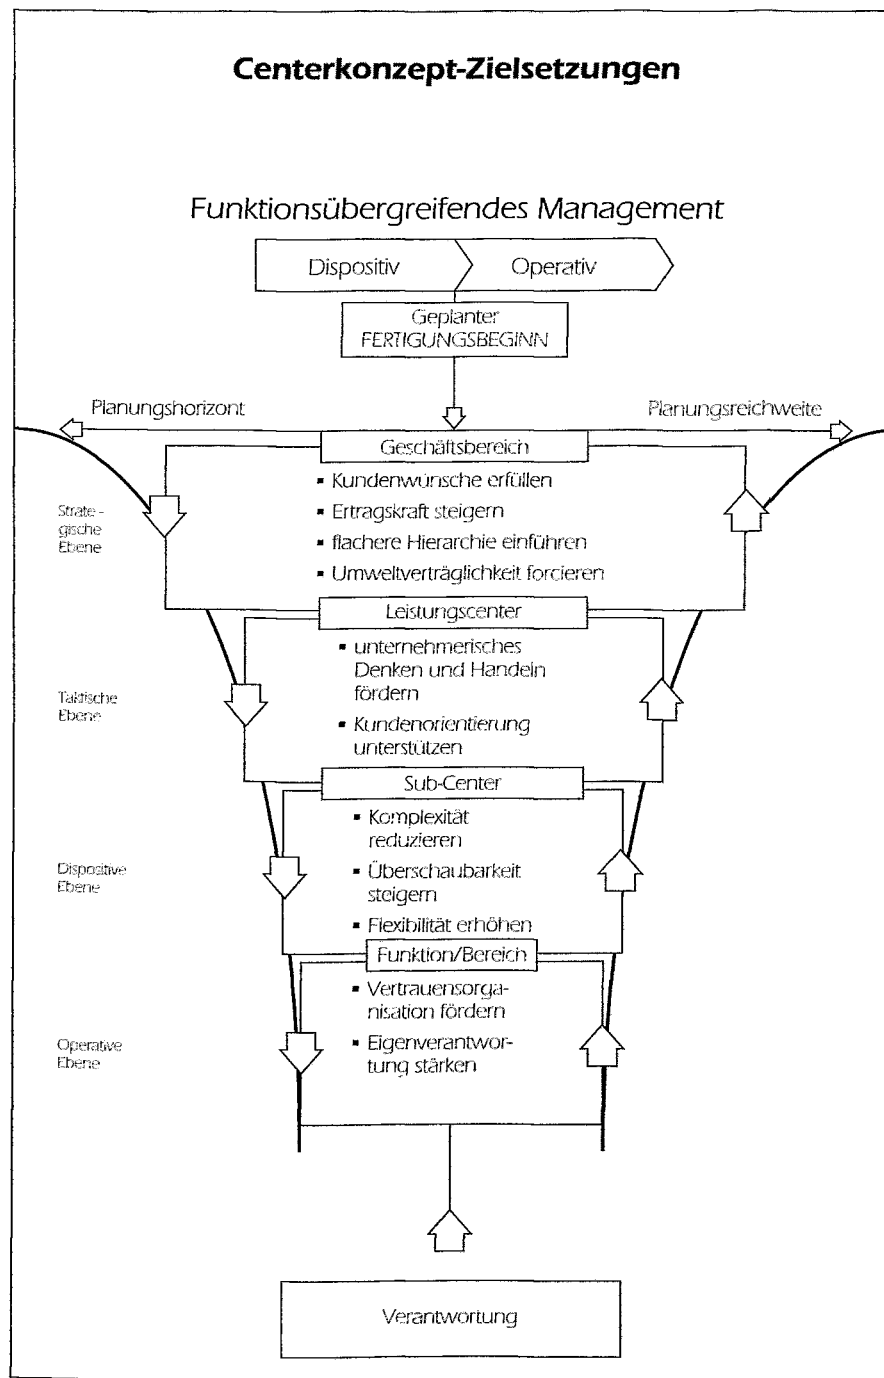 Centerkonzept-Zielsetzungen
Funktionsübergreifendes Management
Dispositiv
Operativ
Geplanter
FERTIGUNGSBEGINN
Planungshorizont
Planungsreichweite
Geschäftsbereich
▪ Kundenwünsche erfüllen
▪ Ertragskraft steigern
▪ flachere Hierarchie einführen
▪ Umweltverträglichkeit forcieren
Strate-
gische
Ebene
Leistungscenter
▪ unternehmerisches
Denken und Handeln
fördern
▪ Kundenorientierung
unterstützen
Taktische
Ebene
Sub-Center
▪ Komplexität
reduzieren
▪ Überschaubarkeit
steigern
▪ Flexibilität erhöhen
Dispositive
Ebene
Funktion/Bereich
▪ Vertrauensorga-
nisation fördern
▪ Eigenverantwor-
tung stärken
Operative
Ebene
Verantwortung